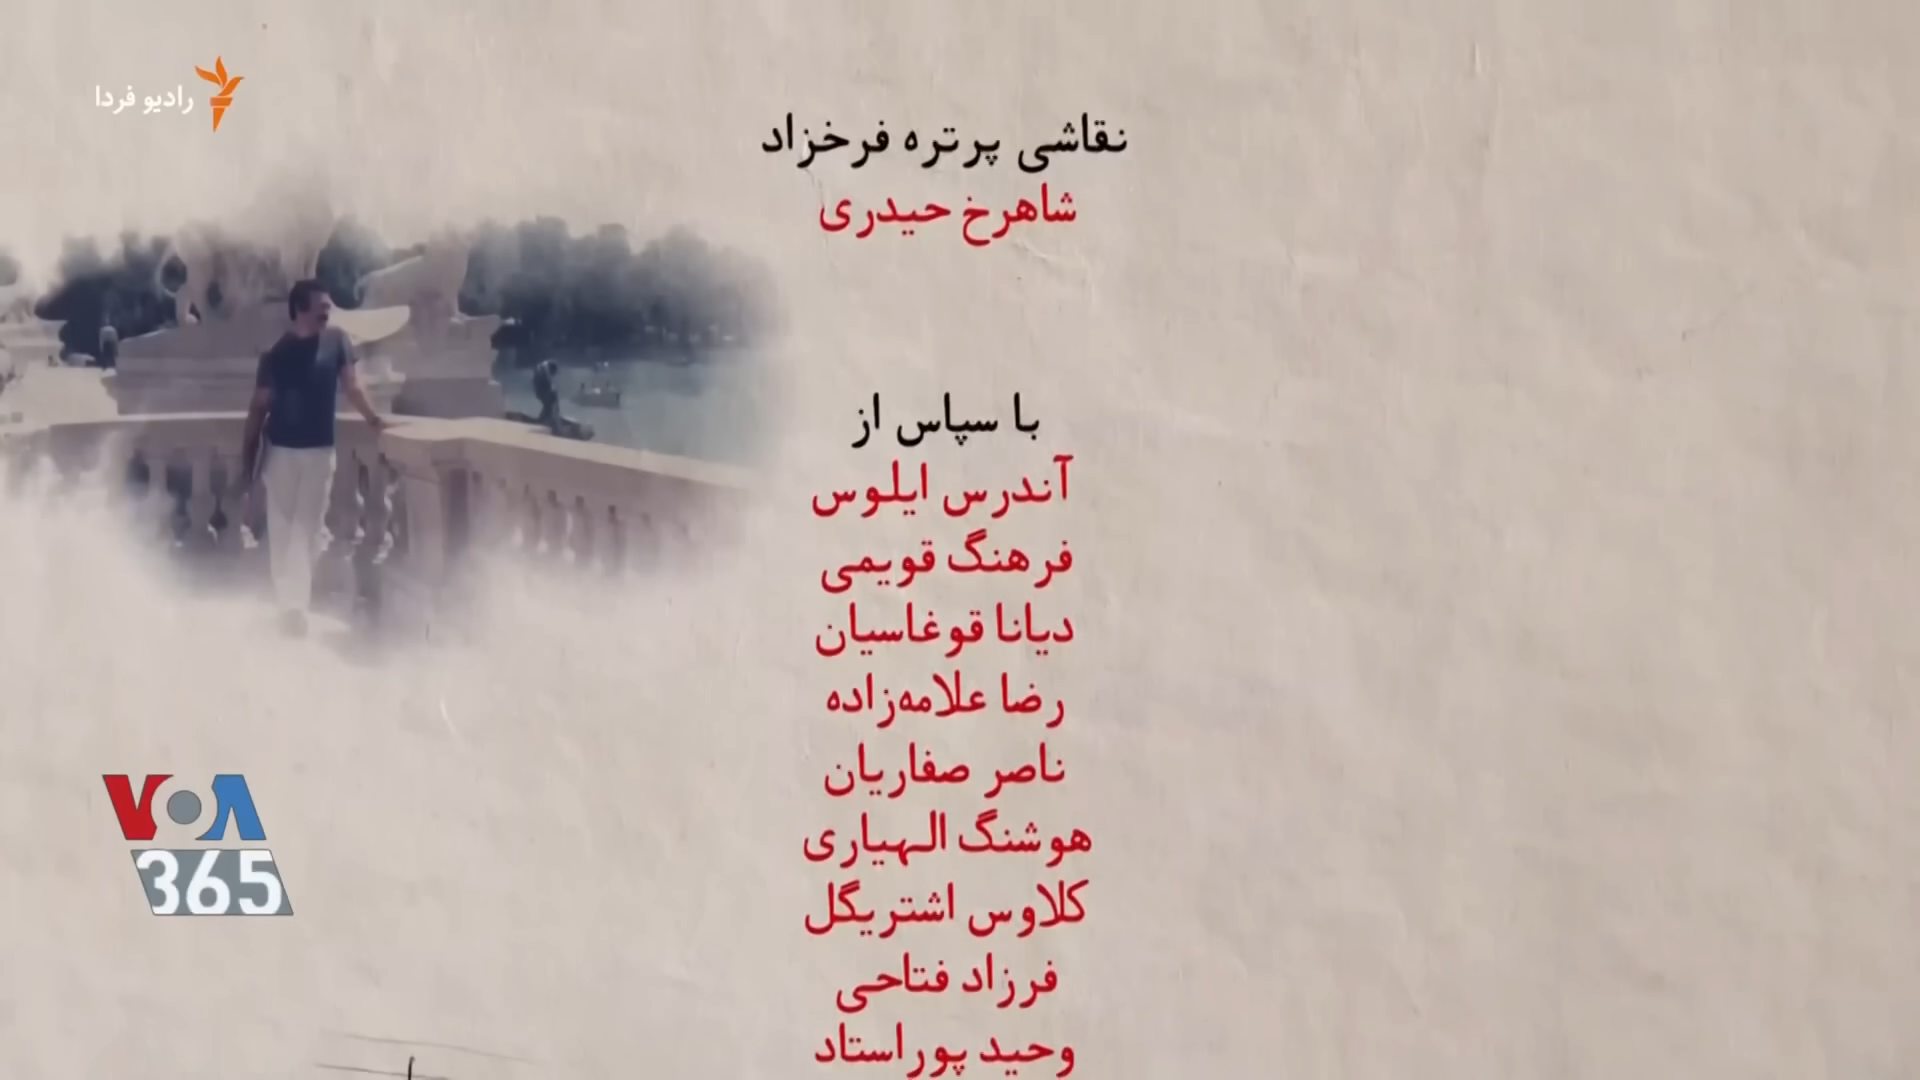 رادیو فردا
نقاشی پرتره فرخزاد
شاهرخ حیدری
با سپاس از
آندرس ایلوس
فرهنگ قویمی
دیانا قوغاسیان
رضا علامه‌زاده
ناصر صفاریان
هوشنگ الهیاری
کلاوس اشتریگل
فرزاد فتاحی
وحید پوراستاد
VOA
365